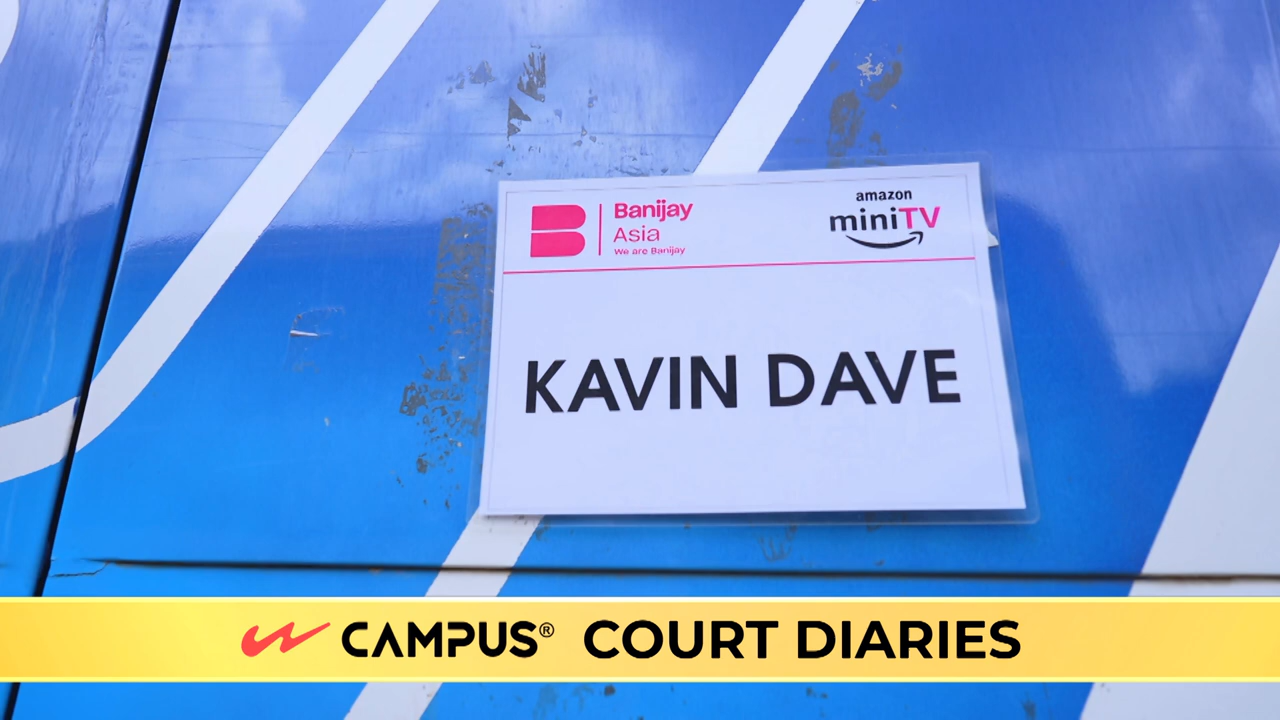 Banijay
Asia
We are Banijay
amazon
miniTV
KAVIN DAVE
CAMPUS® COURT DIARIES